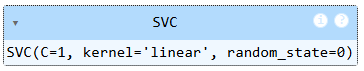 SVC
SVC(C=1, kernel='linear', random_state=0)